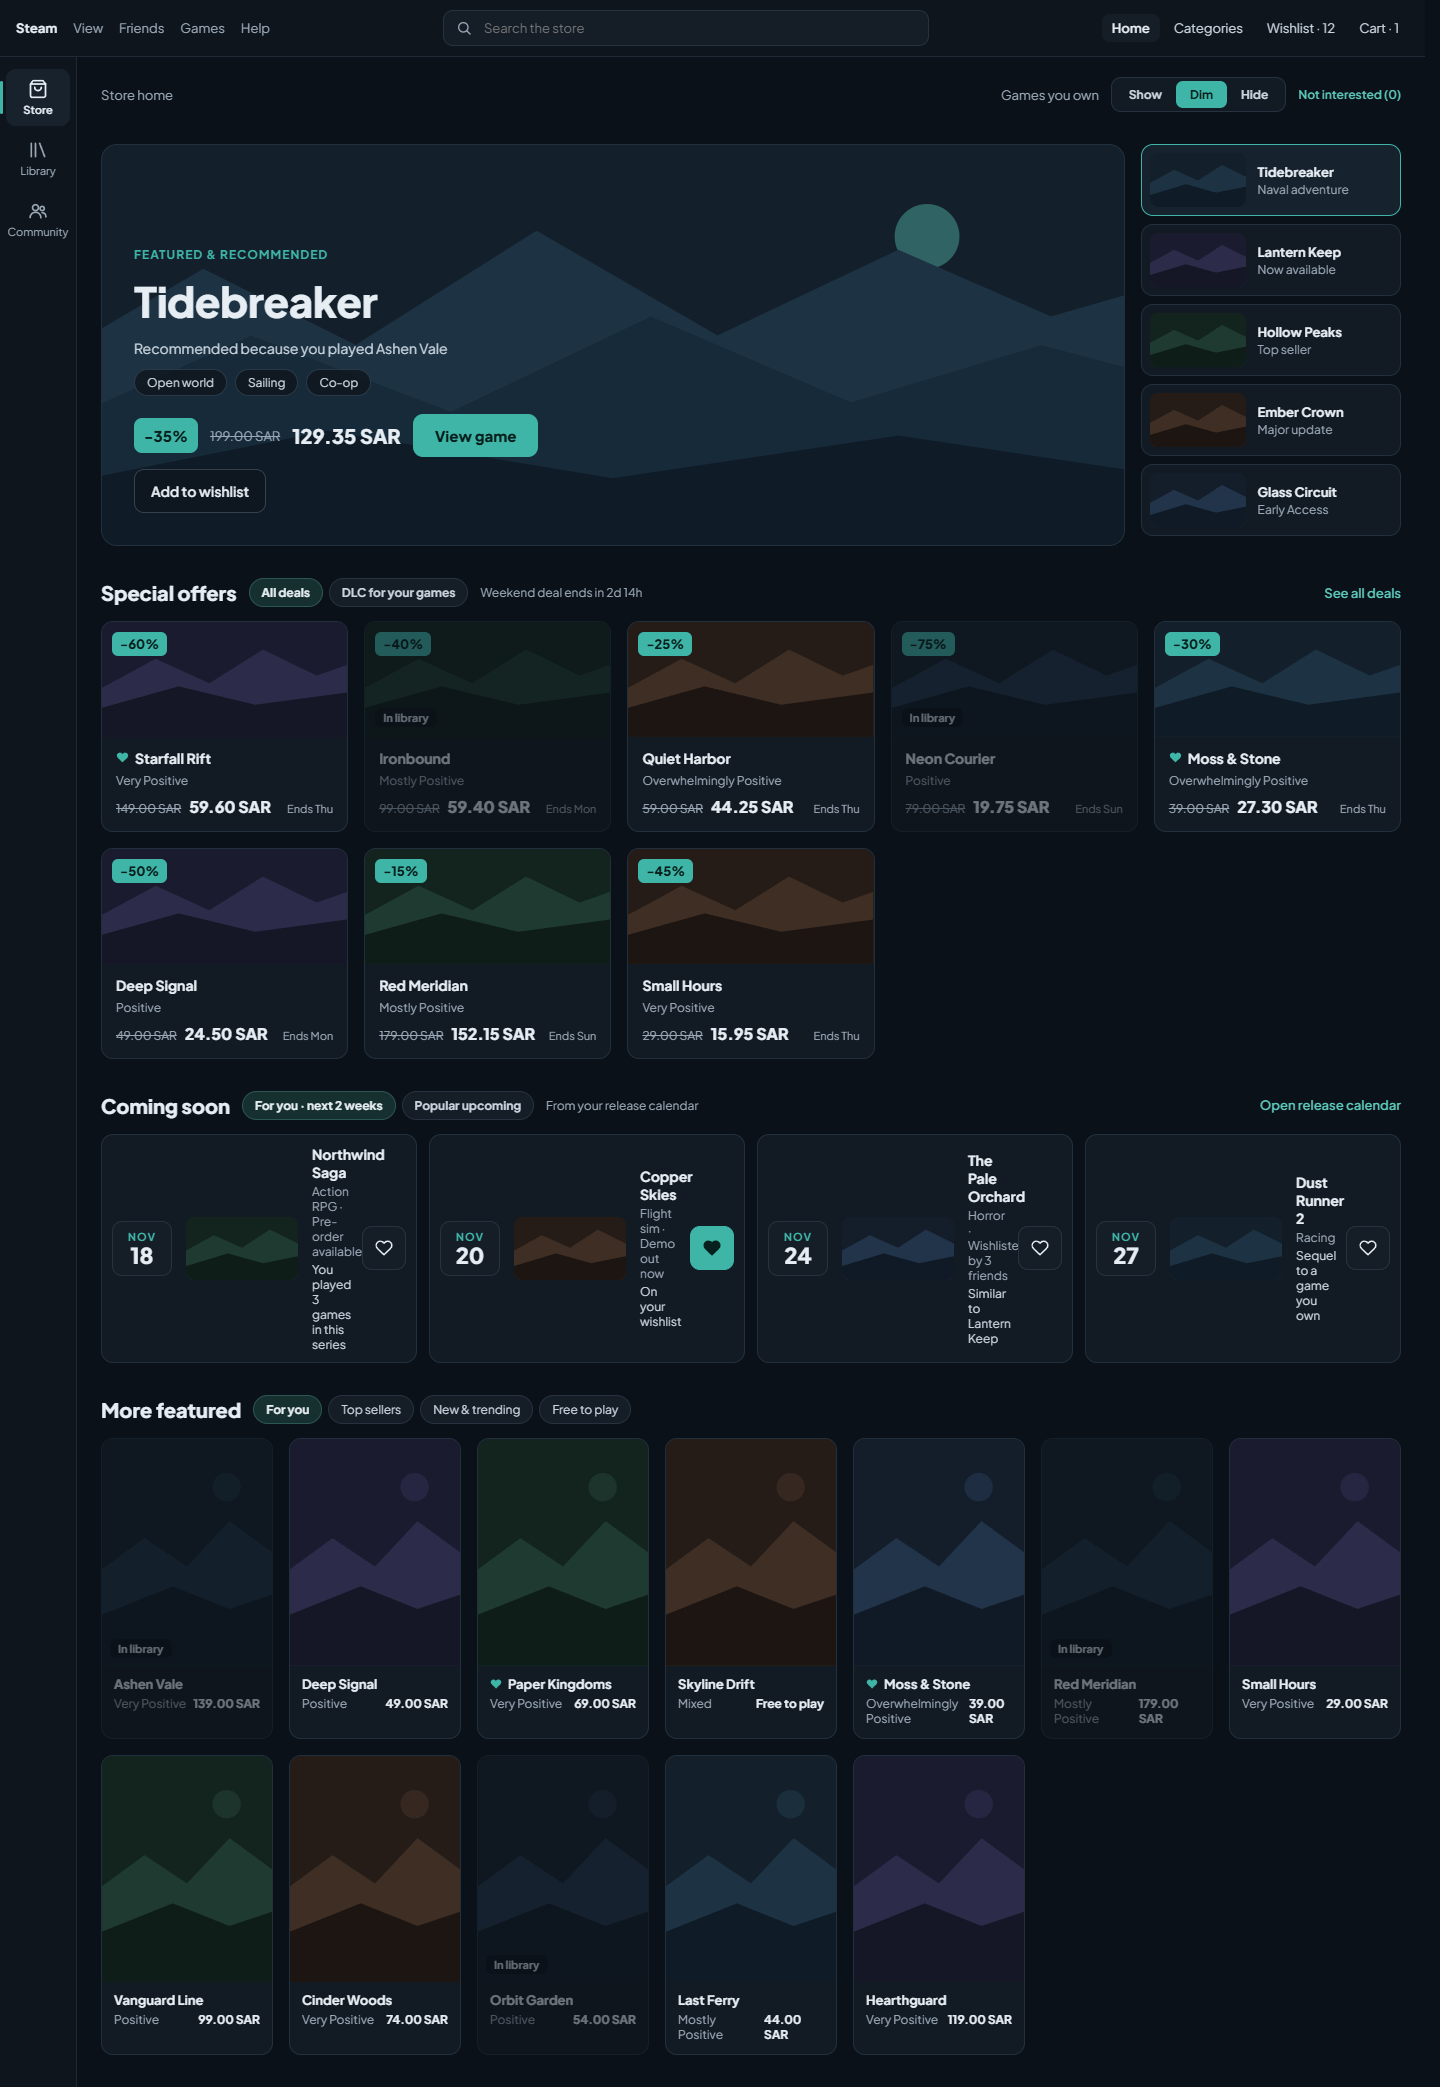 Steam View Friends Games Help
Search the store
Home Categories Wishlist · 12 Cart · 1
Store
Library
Community
Store home
Games you own Show Dim Hide Not interested (0)
FEATURED & RECOMMENDED
Tidebreaker
Recommended because you played Ashen Vale
Open world Sailing Co-op
-35% 199.00 SAR 129.35 SAR View game
Add to wishlist
Tidebreaker
Naval adventure
Lantern Keep
Now available
Hollow Peaks
Top seller
Ember Crown
Major update
Glass Circuit
Early Access
Special offers All deals DLC for your games Weekend deal ends in 2d 14h See all deals
-60%
Starfall Rift
Very Positive
149.00 SAR 59.60 SAR Ends Thu
-40%
In library
Ironbound
Mostly Positive
99.00 SAR 59.40 SAR Ends Mon
-25%
Quiet Harbor
Overwhelmingly Positive
59.00 SAR 44.25 SAR Ends Thu
-75%
In library
Neon Courier
Positive
79.00 SAR 19.75 SAR Ends Sun
-30%
Moss & Stone
Overwhelmingly Positive
39.00 SAR 27.30 SAR Ends Thu
-50%
Deep Signal
Positive
49.00 SAR 24.50 SAR Ends Mon
-15%
Red Meridian
Mostly Positive
179.00 SAR 152.15 SAR Ends Sun
-45%
Small Hours
Very Positive
29.00 SAR 15.95 SAR Ends Thu
Coming soon For you · next 2 weeks Popular upcoming From your release calendar Open release calendar
NOV
18
Northwind
Saga
Action
RPG ·
Pre-
order
available
You
played
3
games
in this
series
NOV
20
Copper
Skies
Flight
sim ·
Demo
out
now
On
your
wishlist
NOV
24
The
Pale
Orchard
Horror
·
Wishliste
by 3
friends
Similar
to
Lantern
Keep
NOV
27
Dust
Runner
2
Racing
Sequel
to a
game
you
own
More featured For you Top sellers New & trending Free to play
In library
Ashen Vale
Very Positive 139.00 SAR
Deep Signal
Positive 49.00 SAR
Paper Kingdoms
Very Positive 69.00 SAR
Skyline Drift
Mixed Free to play
Moss & Stone
Overwhelmingly 39.00
Positive SAR
In library
Red Meridian
Mostly 179.00
Positive SAR
Small Hours
Very Positive 29.00 SAR
Vanguard Line
Positive 99.00 SAR
Cinder Woods
Very Positive 74.00 SAR
In library
Orbit Garden
Positive 54.00 SAR
Last Ferry
Mostly 44.00
Positive SAR
Hearthguard
Very Positive 119.00 SAR